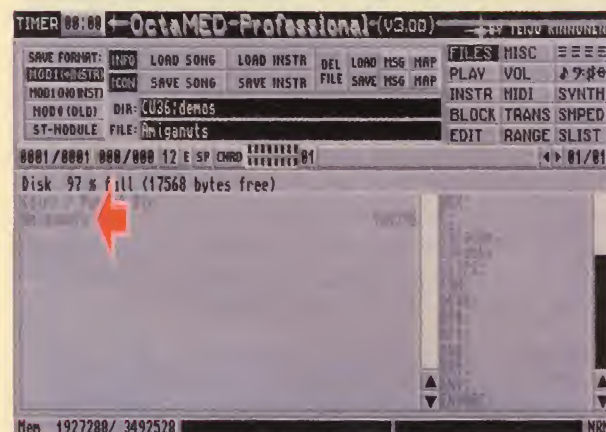 TIMER 00:00 OctaMED-Professional (V3.00) BY TEIJO KINNUNEN
SAVE FORMAT: INFO LOAD SONG LOAD INSTR DEL LOAD MSG MAP FILES MISC
MOD1(+INSTR) ICON SAVE SONG SAVE INSTR FILE SAVE MSG MAP PLAY VOL
MOD1(NO INST) INSTR MIDI SYNTH
MOD0 (OLD) DIR: CU36:demos BLOCK TRANS SMPED
ST-MODULE FILE: Amiganuts EDIT RANGE SLIST
0001/0001 000/000 12 E SP CHRD 01 01/01
Disk 97 % full (17568 bytes free)
Mem 1927288/ 3492528